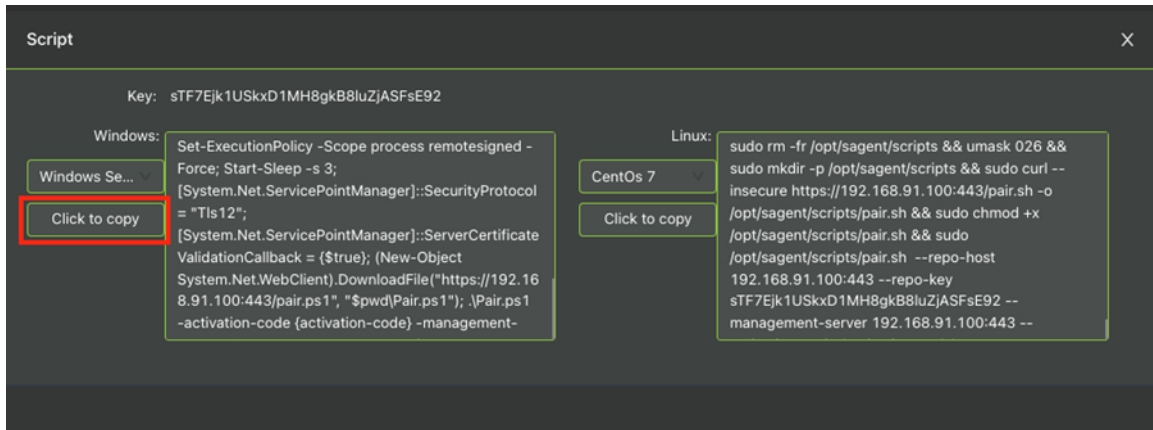 Script
X
Key: sTF7Ejk1USkxD1MH8gkB8luZjASFsE92
Windows:
Windows Se...
Click to copy
Set-ExecutionPolicy -Scope process remotesigned -
Force; Start-Sleep -s 3;
[System.Net.ServicePointManager]::SecurityProtocol
= "Tls12";
[System.Net.ServicePointManager]::ServerCertificate
ValidationCallback = {$true}; (New-Object
System.Net.WebClient).DownloadFile("https://192.16
8.91.100:443/pair.ps1", "$pwd\Pair.ps1"); .\Pair.ps1
-activation-code {activation-code} -management-
Linux:
CentOs 7
Click to copy
sudo rm -fr /opt/sagent/scripts && umask 026 &&
sudo mkdir -p /opt/sagent/scripts && sudo curl --
insecure https://192.168.91.100:443/pair.sh -o
/opt/sagent/scripts/pair.sh && sudo chmod +x
/opt/sagent/scripts/pair.sh && sudo
/opt/sagent/scripts/pair.sh --repo-host
192.168.91.100:443 --repo-key
sTF7Ejk1USkxD1MH8gkB8luZjASFsE92 --
management-server 192.168.91.100:443 --